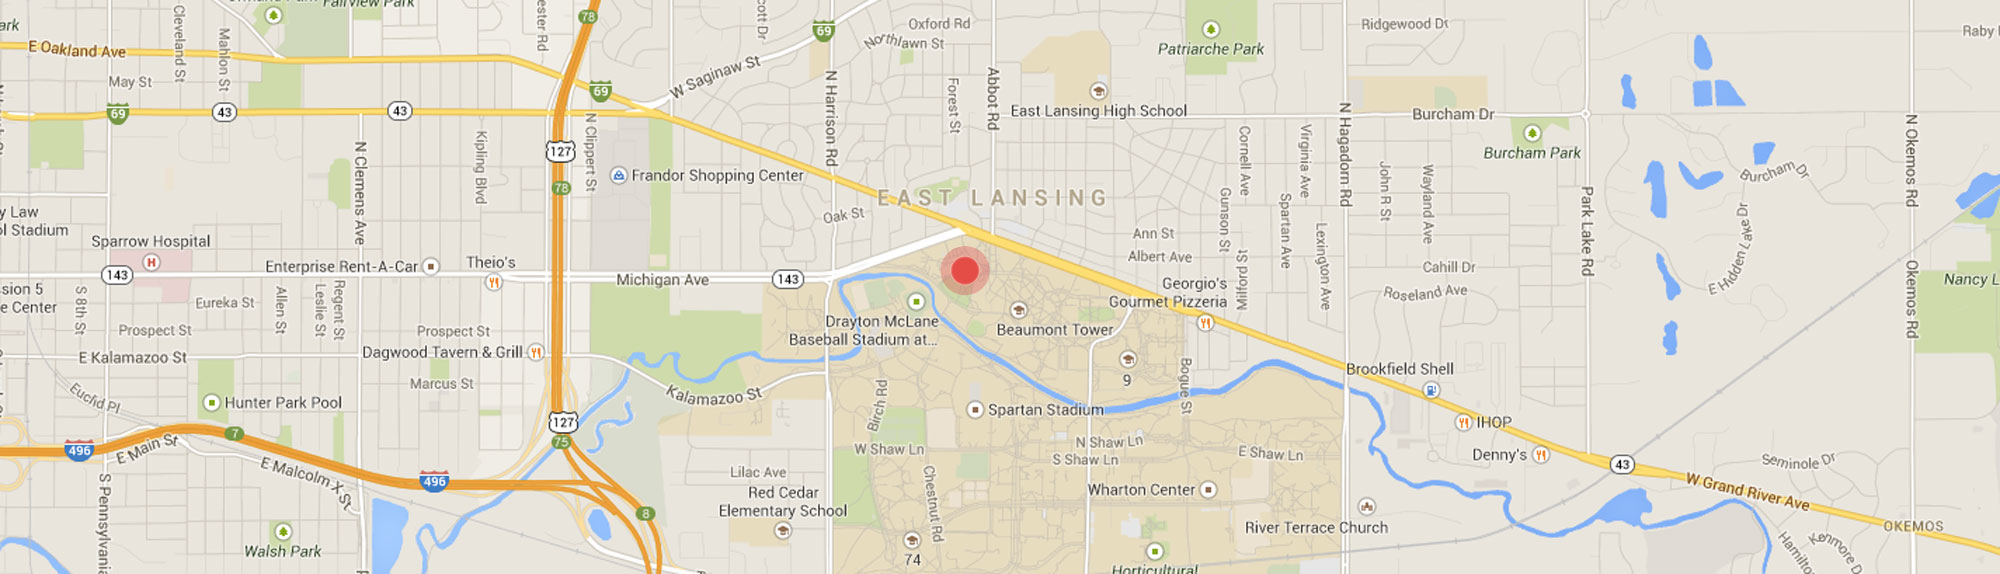 Fairview Park
E Oakland Ave
Cleveland St
Mahlon St
May St
43
43
69
69
69
78
W Saginaw St
Oxford Rd
Northlawn St
Forest St
Abbot Rd
N Harrison Rd
Patriarche Park
East Lansing High School
Ridgewood Dr
Burcham Dr
Burcham Park
Burcham Dr
N Hagadorn Rd
N Okemos Rd
Okemos Rd
Park Lake Rd
E Hidden Lake Dr
Nancy L
N Clemens Ave
Kipling Blvd
127
78
N Clippert St
Frandor Shopping Center
EAST LANSING
Oak St
Ann St
Albert Ave
Cornell Ave
Virginia Ave
Gunson St
Spartan Ave
Milford St
Lexington Ave
John R St
Wayland Ave
Cahill Dr
Roseland Ave
y Law
l Stadium
Sparrow Hospital
H
143
Enterprise Rent-A-Car
Theio's
Michigan Ave
143
sion 5
e Center
S 8th St
Eureka St
Allen St
Leslie St
Regent St
Prospect St
Prospect St
E Kalamazoo St
Dagwood Tavern & Grill
Marcus St
Kalamazoo St
Drayton McLane
Baseball Stadium at...
Beaumont Tower
Georgio's
Gourmet Pizzeria
9
Bogue St
Brookfield Shell
IHOP
Denny's
43
W Grand River Ave
Seminole Dr
OKEMOS
Kenmore D
Hamilt
Euclid Pl
Hunter Park Pool
496
7
E Main St
E Malcolm X St
S Pennsylvania
Walsh Park
496
127
75
8
Birch Rd
Spartan Stadium
W Shaw Ln
N Shaw Ln
S Shaw Ln
E Shaw Ln
Lilac Ave
Red Cedar
Elementary School
Chestnut Rd
74
Wharton Center
River Terrace Church
Horticultural